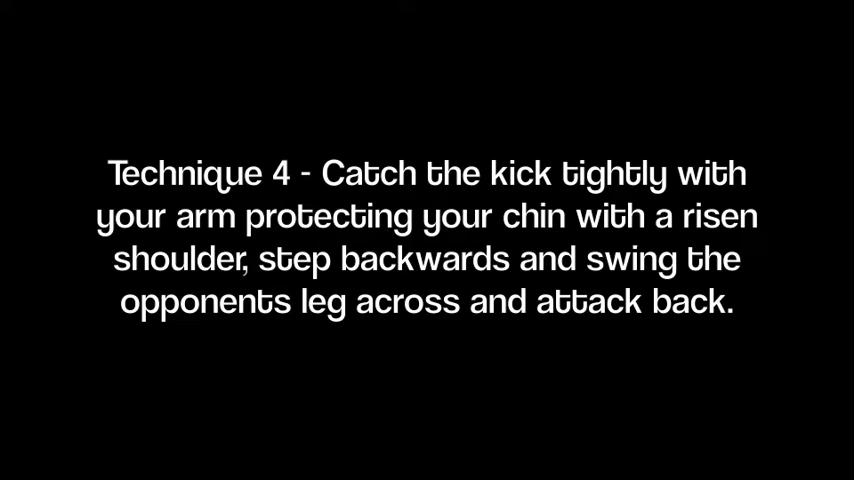 Technique 4 - Catch the kick tightly with
your arm protecting your chin with a risen
shoulder, step backwards and swing the
opponents leg across and attack back.